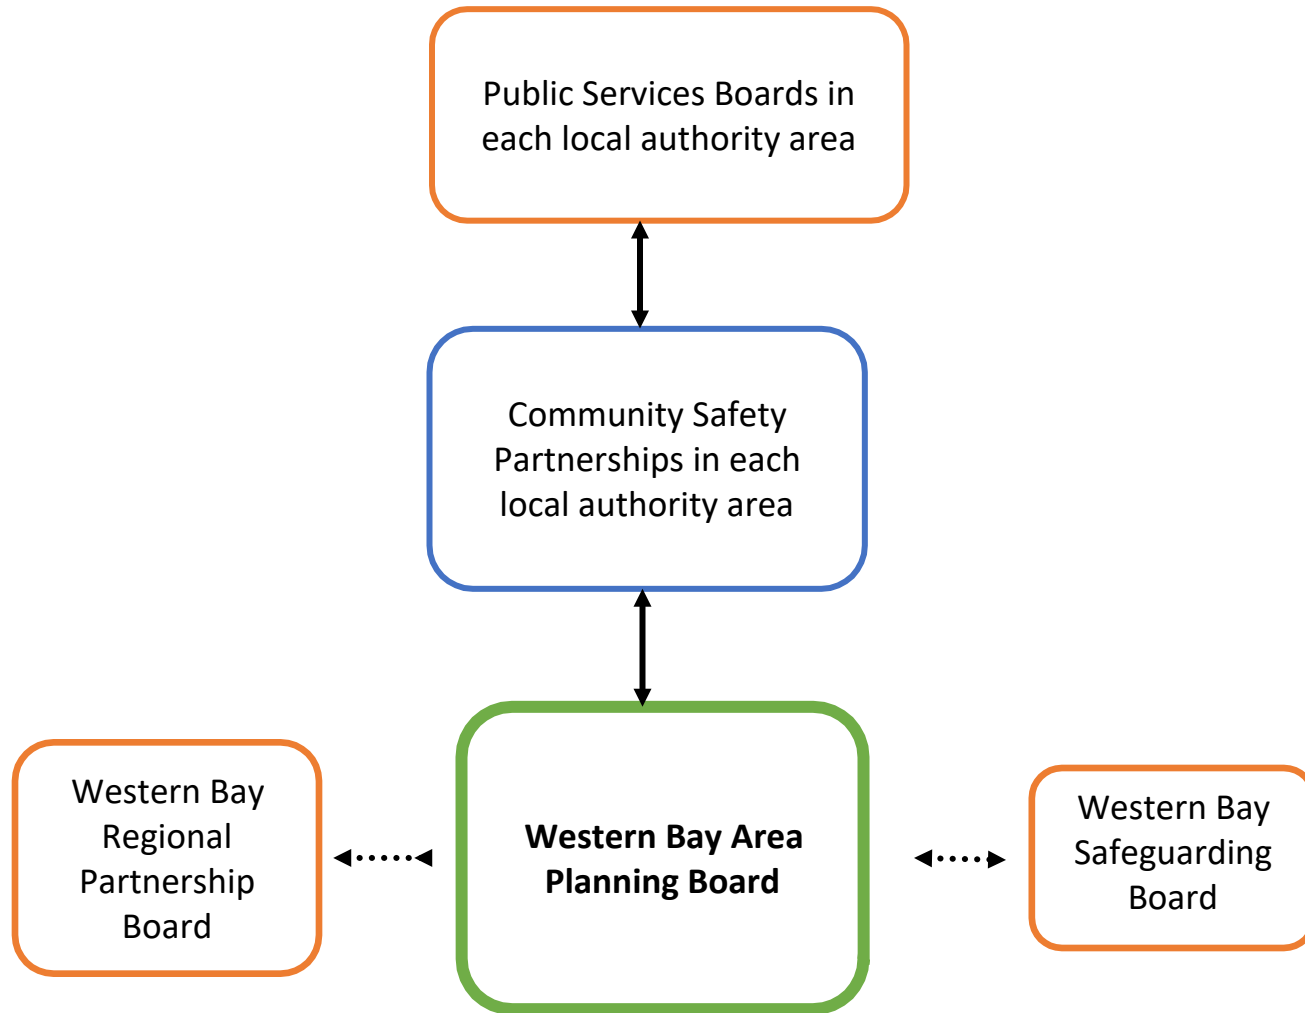 Public Services Boards in
each local authority area
Community Safety
Partnerships in each
local authority area
Western Bay
Regional
Partnership
Board
Western Bay Area
Planning Board
Western Bay
Safeguarding
Board